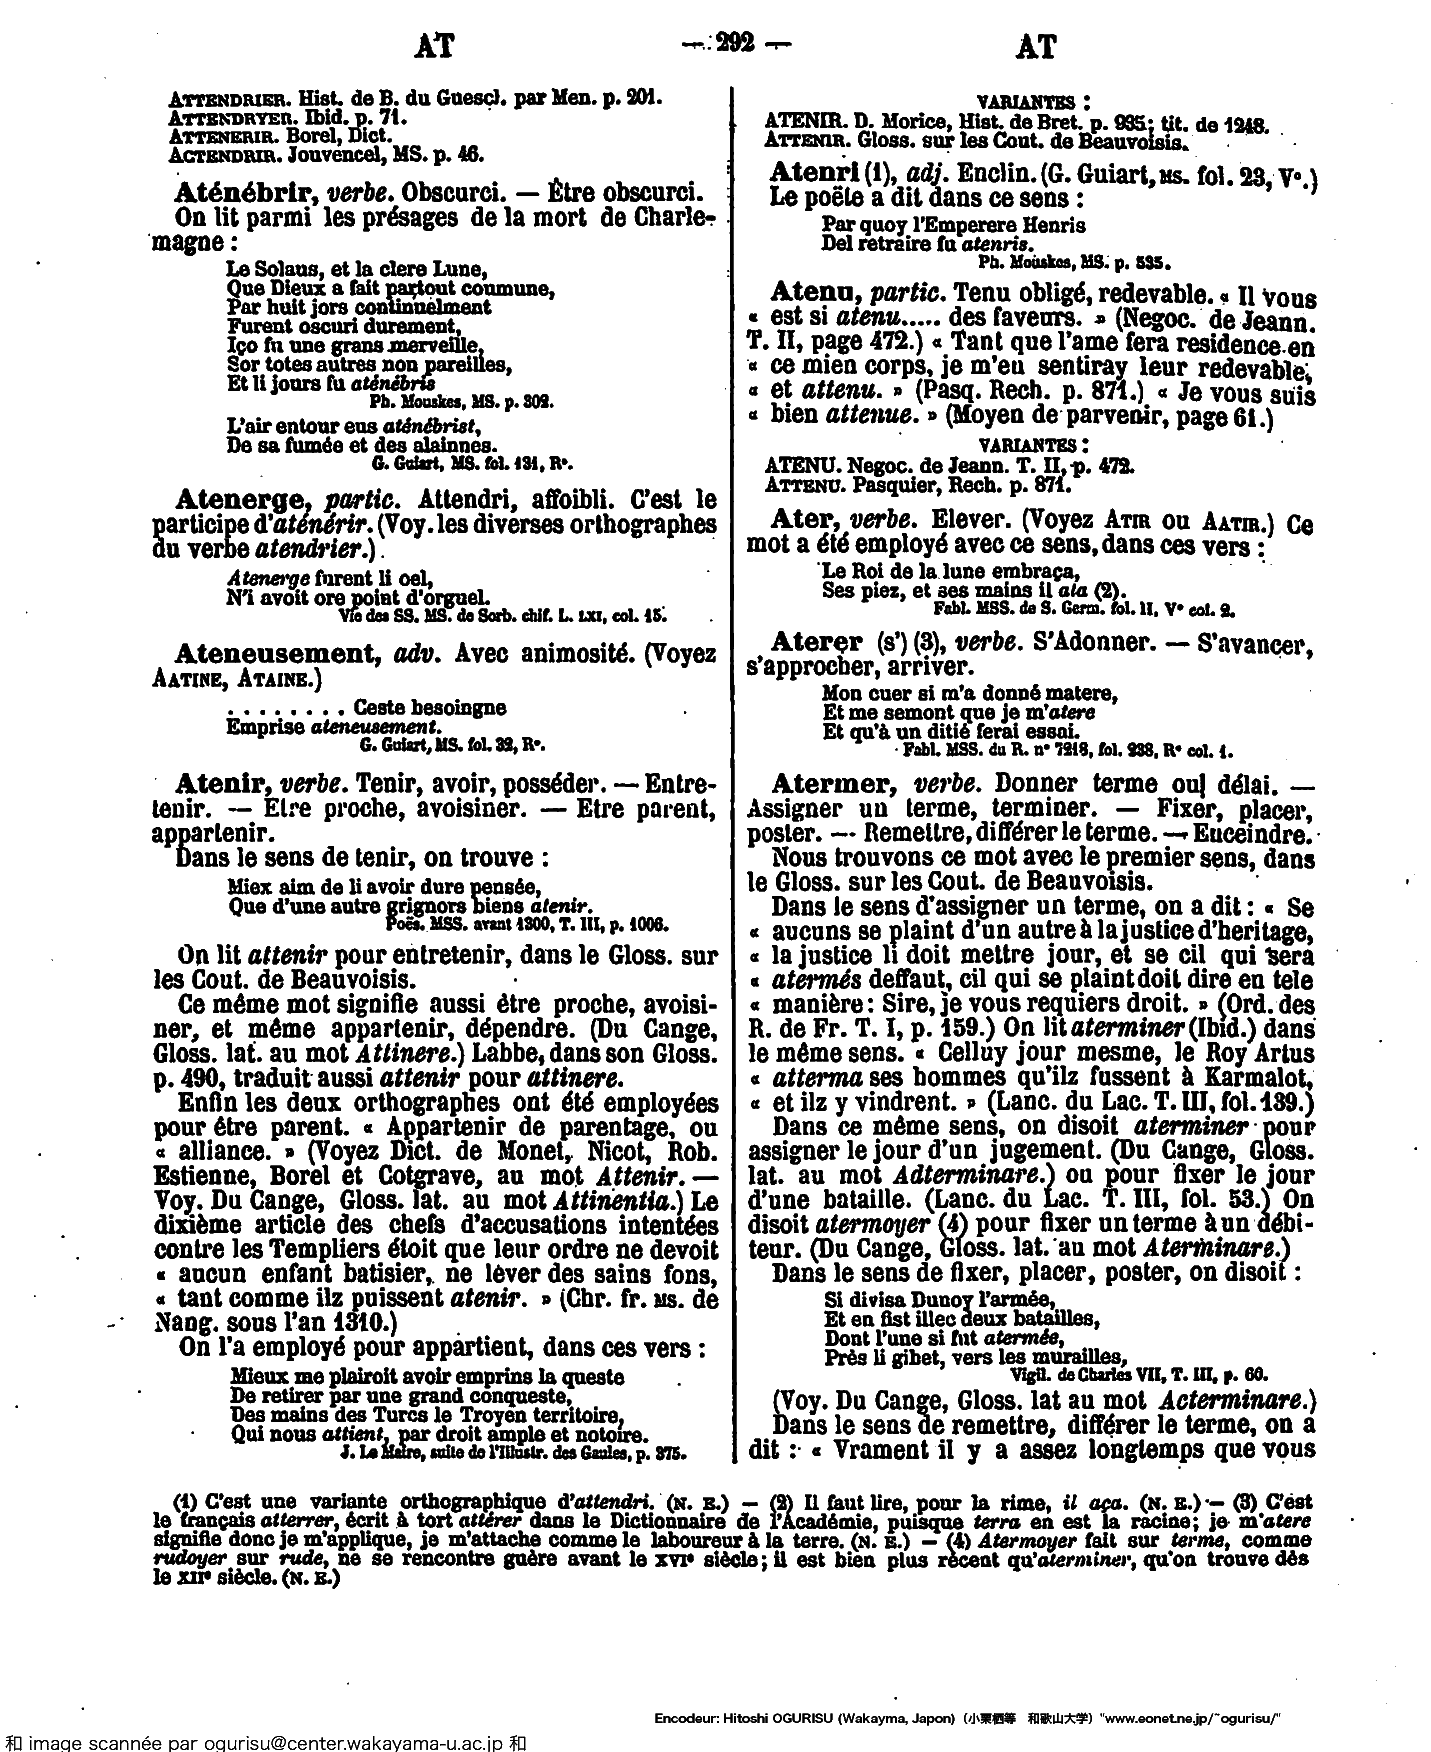 AT
— 292 —
AT
ATTENDRIER. Hist. de B. du Guescl. par Men. p. 201.
ATTENDRYER. Ibid. p. 71.
ATTENERIR. Borel, Dict.
ACTENDRIR. Jouvencel, MS. p. 46.
Aténébrir, verbe. Obscurci. — Être obscurci.
On lit parmi les présages de la mort de Charle-
magne :
Le Solaus, et la clere Lune,
Que Dieux a fait partout coumune,
Par huit jors continuelment
Furent oscuri durement,
Iço fu une grans merveille,
Sor totes autres non pareilles,
Et li jours fu aténébris
Ph. Mouskes, MS. p. 302.
L'air entour eus aténébrist,
De sa fumée et des alainnes.
G. Guiart, MS. fol. 131, R°.
Atenerge, partic. Attendri, affoibli. C'est le
participe d'aténérir. (Voy. les diverses orthographes
du verbe atendrier.)
Atenerge furent li oel,
N'i avoit ore point d'orguel.
Vie des SS. MS. de Sorb. chif. L. LXI, col. 15.
Ateneusement, adv. Avec animosité. (Voyez
AATINE, ATAINE.)
. . . . . . . . Ceste besoingne
Emprise ateneusement.
G. Guiart, MS. fol. 32, R°.
Atenir, verbe. Tenir, avoir, posséder. — Entre-
tenir. — Etre proche, avoisiner. — Etre parent,
appartenir.
Dans le sens de tenir, on trouve :
Miex aim de li avoir dure pensée,
Que d'une autre grignors biens atenir.
Poës. MSS. avant 1300, T. III, p. 1006.
On lit attenir pour entretenir, dans le Gloss. sur
les Cout. de Beauvoisis.
Ce même mot signifie aussi être proche, avoisi-
ner, et même appartenir, dépendre. (Du Cange,
Gloss. lat. au mot Attinere.) Labbe, dans son Gloss.
p. 490, traduit aussi attenir pour attinere.
Enfin les deux orthographes ont été employées
pour être parent. « Appartenir de parentage, ou
« alliance. » (Voyez Dict. de Monet, Nicot, Rob.
Estienne, Borel et Cotgrave, au mot Attenir. —
Voy. Du Cange, Gloss. lat. au mot Attinentia.) Le
dixième article des chefs d'accusations intentées
contre les Templiers étoit que leur ordre ne devoit
« aucun enfant batisier, ne lever des sains fons,
« tant comme ilz puissent atenir. » (Chr. fr. MS. de
Nang. sous l'an 1310.)
On l'a employé pour appartient, dans ces vers :
Mieux me plairoit avoir emprins la queste
De retirer par une grand conqueste,
Des mains des Turcs le Troyen territoire,
Qui nous attient, par droit ample et notoire.
J. Le Maire, suite de l'Illustr. des Gaules, p. 375.
VARIANTES :
ATENIR. D. Morice, Hist. de Bret. p. 935; tit. de 1248.
ATTENIR. Gloss. sur les Cout. de Beauvoisis.
Atenri (1), adj. Enclin. (G. Guiart, MS. fol. 23, V°.)
Le poëte a dit dans ce sens :
Par quoy l'Emperere Henris
Del retraire fu atenris.
Ph. Mouskes, MS. p. 535.
Atenu, partic. Tenu obligé, redevable. « Il vous
« est si atenu..... des faveurs. » (Negoc. de Jeann.
T. II, page 472.) « Tant que l'ame fera residence en
« ce mien corps, je m'en sentiray leur redevable,
« et attenu. » (Pasq. Rech. p. 871.) « Je vous suis
« bien attenue. » (Moyen de parvenir, page 61.)
VARIANTES :
ATENU. Negoc. de Jeann. T. II, p. 472.
ATTENU. Pasquier, Rech. p. 871.
Ater, verbe. Elever. (Voyez ATIR ou AATIR.) Ce
mot a été employé avec ce sens, dans ces vers :
Le Roi de la lune embraça,
Ses piez, et ses mains il ata (2).
Fabl. MSS. de S. Germ. fol. II, V° col. 2.
Aterer (s') (3), verbe. S'Adonner. — S'avancer,
s'approcher, arriver.
Mon cuer si m'a donné matere,
Et me semont que je m'atere
Et qu'à un ditié ferai essai.
Fabl. MSS. du R. n° 7218, fol. 238, R° col. 1.
Atermer, verbe. Donner terme ou délai. —
Assigner un terme, terminer. — Fixer, placer,
poster. — Remettre, différer le terme. — Enceindre.
Nous trouvons ce mot avec le premier sens, dans
le Gloss. sur les Cout. de Beauvoisis.
Dans le sens d'assigner un terme, on a dit : « Se
« aucuns se plaint d'un autre à la justice d'heritage,
« la justice li doit mettre jour, et se cil qui sera
« atermés deffaut, cil qui se plaint doit dire en tele
« manière : Sire, je vous requiers droit. » (Ord. des
R. de Fr. T. I, p. 159.) On lit aterminer (Ibid.) dans
le même sens. « Celluy jour mesme, le Roy Artus
« atterma ses hommes qu'ilz fussent à Karmalot,
« et ilz y vindrent. » (Lanc. du Lac. T. III, fol. 139.)
Dans ce même sens, on disoit aterminer pour
assigner le jour d'un jugement. (Du Cange, Gloss.
lat. au mot Adterminare.) ou pour fixer le jour
d'une bataille. (Lanc. du Lac. T. III, fol. 53.) On
disoit atermoyer (4) pour fixer un terme à un débi-
teur. (Du Cange, Gloss. lat. au mot Aterminare.)
Dans le sens de fixer, placer, poster, on disoit :
Si divisa Dunoy l'armée,
Et en fist illec deux batailles,
Dont l'une si fut atermée,
Près li gibet, vers les murailles,
Vigil. de Charles VII, T. III, p. 60.
(Voy. Du Cange, Gloss. lat au mot Acterminare.)
Dans le sens de remettre, différer le terme, on a
dit : « Vrament il y a assez longtemps que vous
(1) C'est une variante orthographique d'attendri. (N. E.) — (2) Il faut lire, pour la rime, il aça. (N. E.) — (3) C'est
le français atterrer, écrit à tort attérer dans le Dictionnaire de l'Académie, puisque terra en est la racine; je m'atere
signifie donc je m'applique, je m'attache comme le laboureur à la terre. (N. E.) — (4) Atermoyer fait sur terme, comme
rudoyer sur rude, ne se rencontre guère avant le XVIe siècle; il est bien plus récent qu'aterminer, qu'on trouve dès
le XIIe siècle. (N. E.)
Encodeur: Hitoshi OGURISU (Wakayma, Japon)（小栗栖等　和歌山大学）"www.eonet.ne.jp/~ogurisu/"
和 image scannée par ogurisu@center.wakayama-u.ac.jp 和